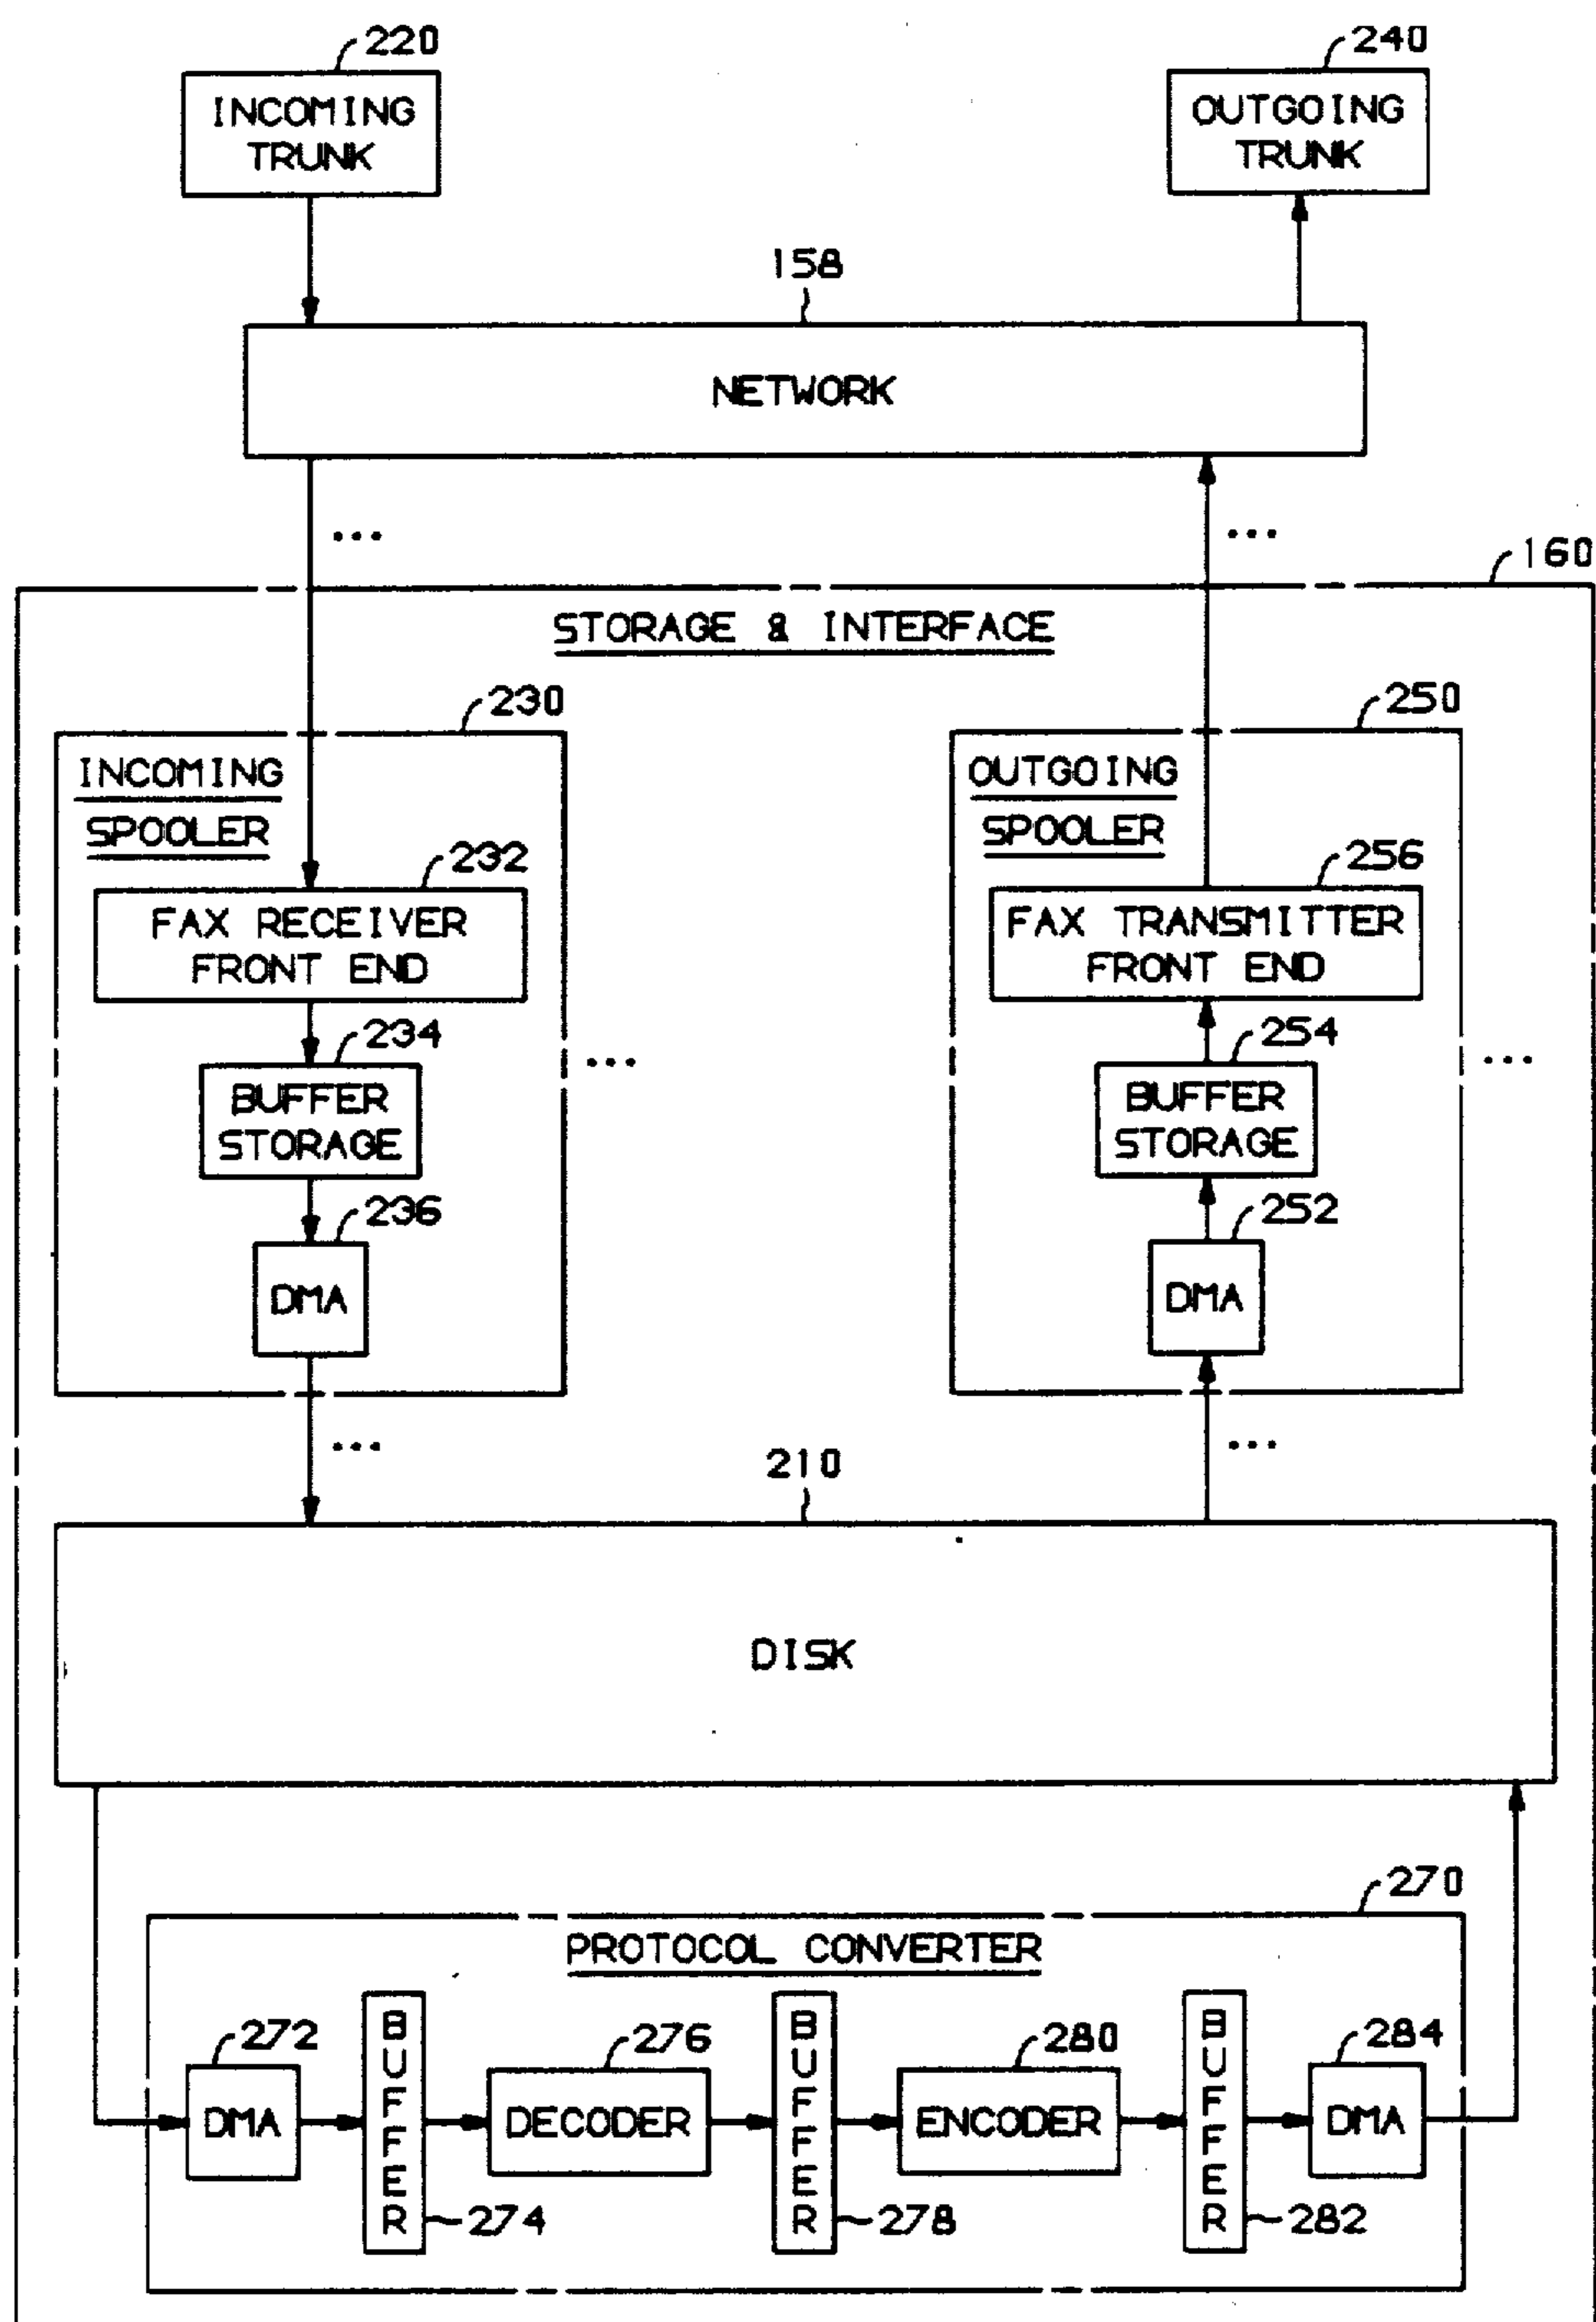 220
240
INCOMING
TRUNK
OUTGOING
TRUNK
158
NETWORK
...
...
160
STORAGE & INTERFACE
230
250
INCOMING
SPOOLER
OUTGOING
SPOOLER
232
256
FAX RECEIVER
FRONT END
FAX TRANSMITTER
FRONT END
234
254
BUFFER
STORAGE
...
BUFFER
STORAGE
...
236
252
DMA
DMA
...
...
210
DISK
270
PROTOCOL CONVERTER
272
DMA
BUFFER
274
276
DECODER
BUFFER
278
280
ENCODER
BUFFER
282
284
DMA